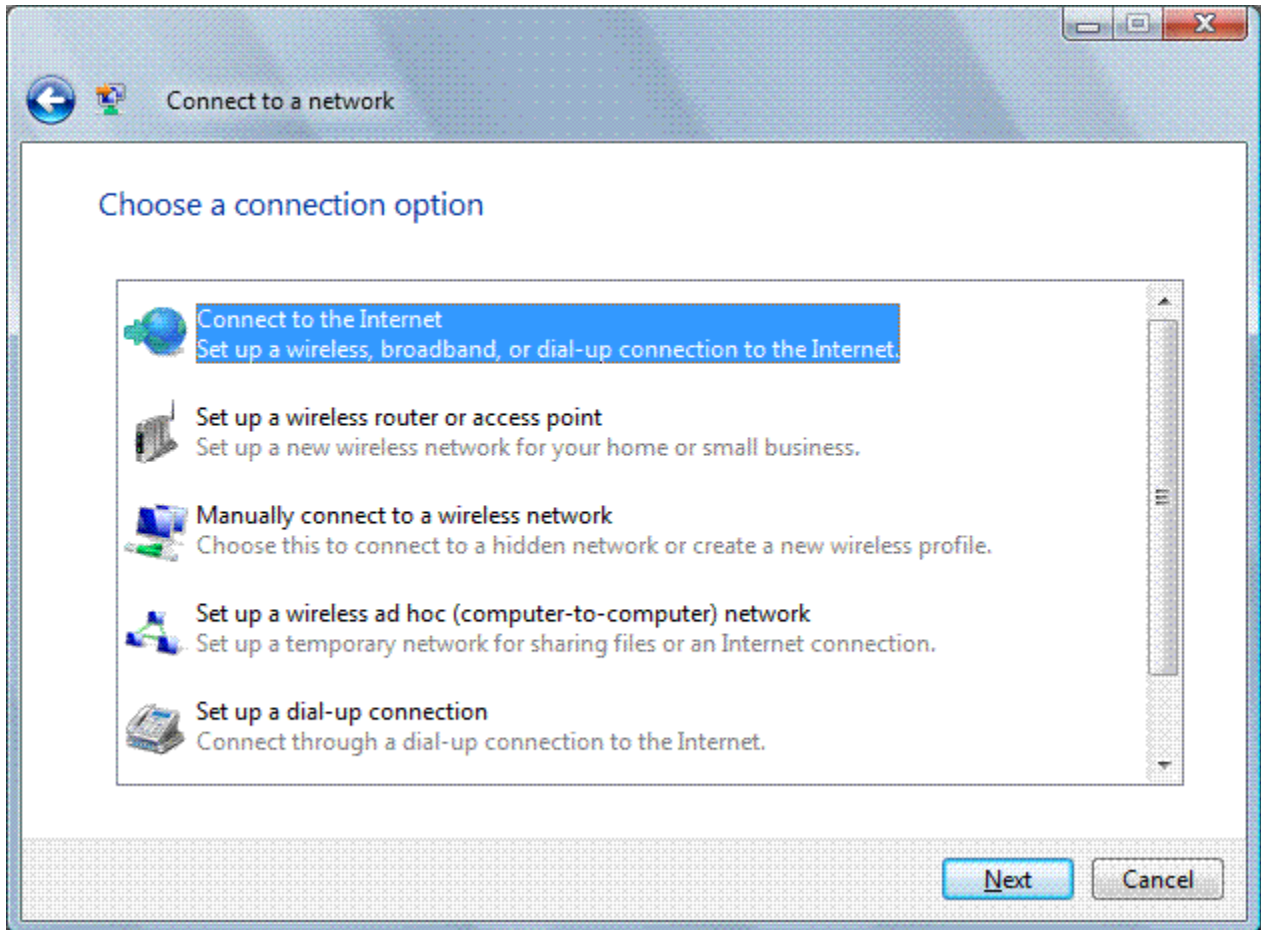 Connect to a network
Choose a connection option
Connect to the Internet
Set up a wireless, broadband, or dial-up connection to the Internet.
Set up a wireless router or access point
Set up a new wireless network for your home or small business.
Manually connect to a wireless network
Choose this to connect to a hidden network or create a new wireless profile.
Set up a wireless ad hoc (computer-to-computer) network
Set up a temporary network for sharing files or an Internet connection.
Set up a dial-up connection
Connect through a dial-up connection to the Internet.
Next
Cancel